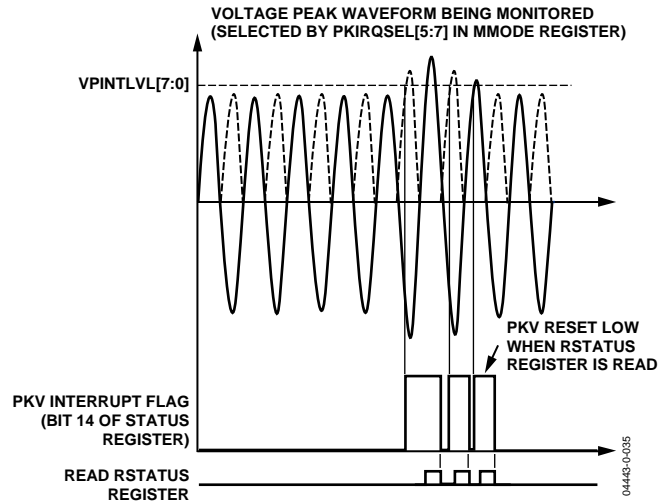 VOLTAGE PEAK WAVEFORM BEING MONITORED
(SELECTED BY PKIRQSEL[5:7] IN MMODE REGISTER)
VPINTLVL[7:0]
PKV RESET LOW
WHEN RSTATUS
REGISTER IS READ
PKV INTERRUPT FLAG
(BIT 14 OF STATUS
REGISTER)
READ RSTATUS
REGISTER
04443-0-035